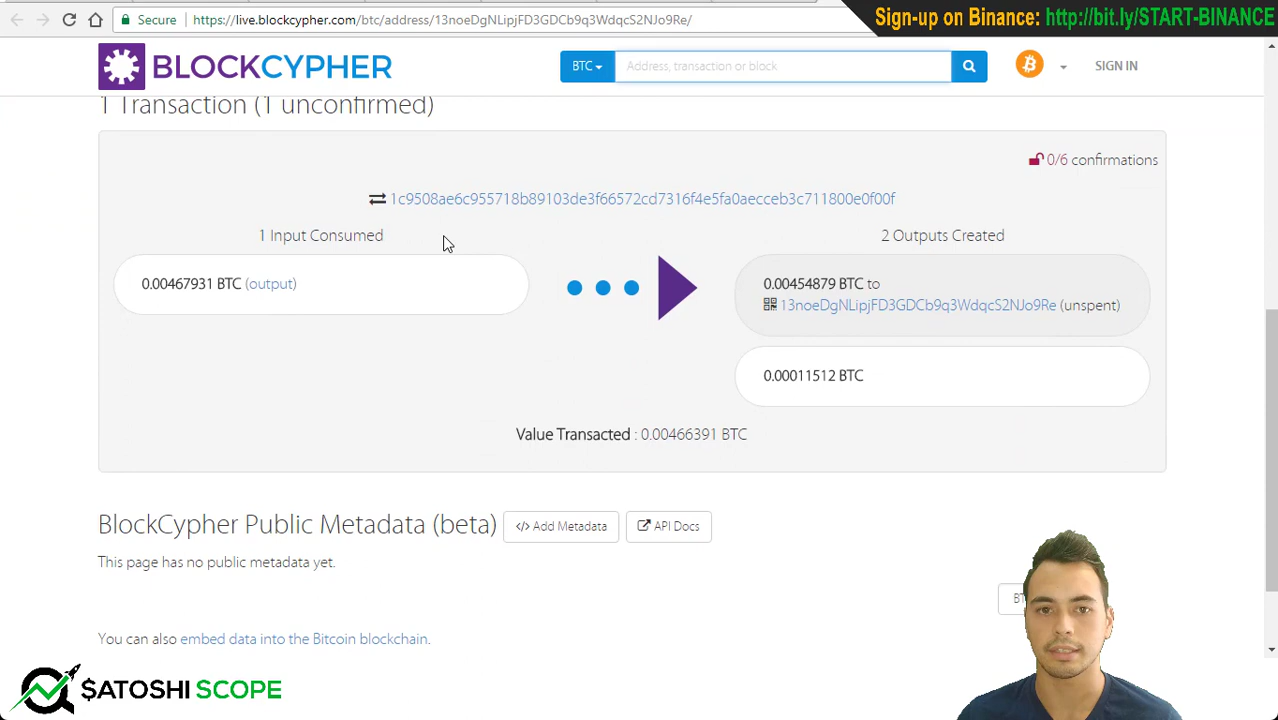 Secure
https://live.blockcypher.com/btc/address/13noeDgNLipjFD3GDCb9q3WdqcS2NJo9Re/
Sign-up on Binance: http://bit.ly/START-BINANCE
BLOCKCYPHER
BTC
Address, transaction or block
SIGN IN
1 Transaction (1 unconfirmed)
0/6 confirmations
1c9508ae6c955718b89103de3f66572cd7316f4e5fa0aecceb3c711800e0f00f
1 Input Consumed
2 Outputs Created
0.00467931 BTC (output)
0.00454879 BTC to
13noeDgNLipjFD3GDCb9q3WdqcS2NJo9Re (unspent)
0.00011512 BTC
Value Transacted : 0.00466391 BTC
BlockCypher Public Metadata (beta)
</> Add Metadata
API Docs
This page has no public metadata yet.
You can also embed data into the Bitcoin blockchain.
$ATOSHI SCOPE